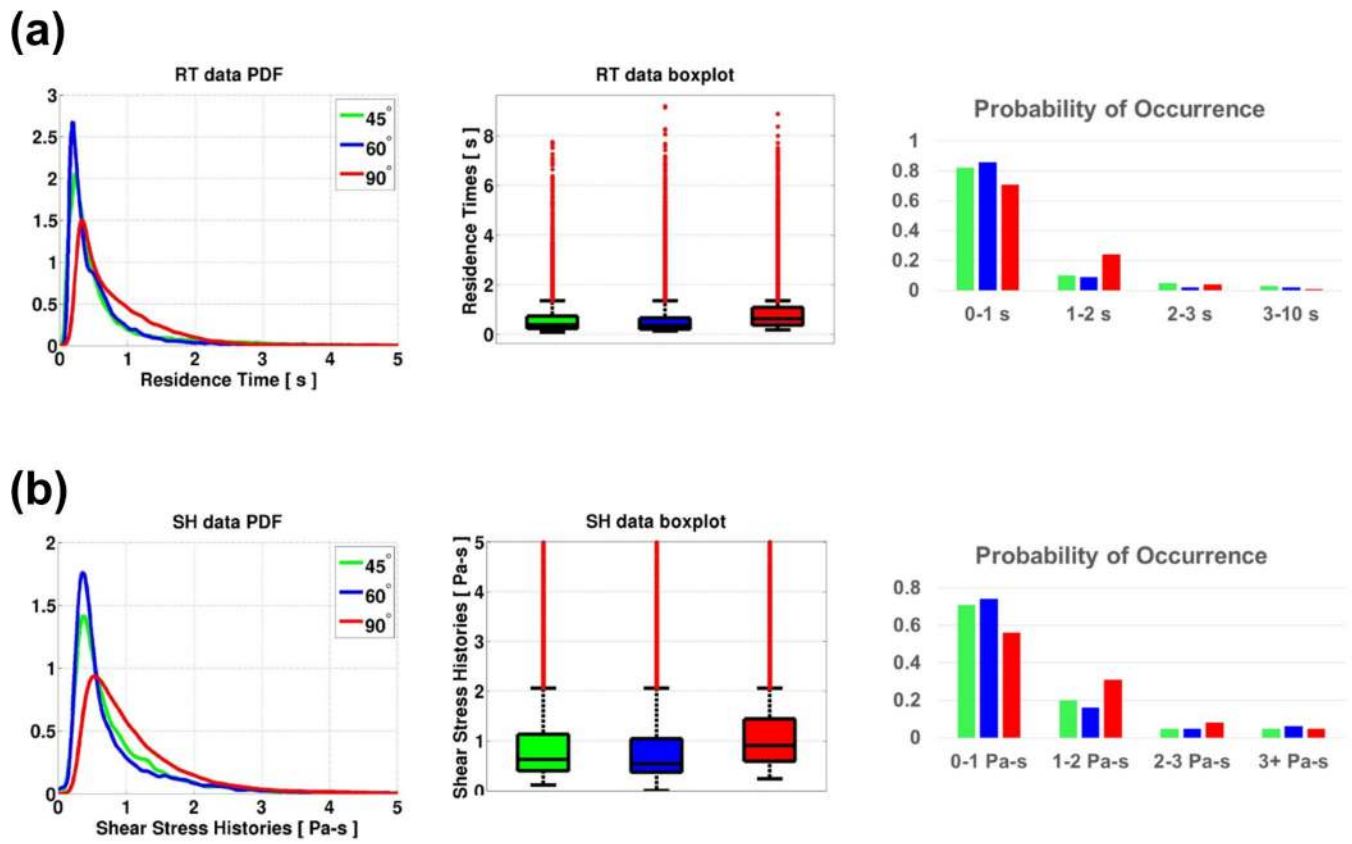 (a)
RT data PDF
3
2.5
2
1.5
1
0.5
0
0 1 2 3 4 5
Residence Time [ s ]
45°
60°
90°
RT data boxplot
Residence Times [ s ]
8
6
4
2
0
Probability of Occurrence
1
0.8
0.6
0.4
0.2
0
0-1 s 1-2 s 2-3 s 3-10 s
(b)
SH data PDF
2
1.5
1
0.5
0
0 1 2 3 4 5
Shear Stress Histories [ Pa-s ]
45°
60°
90°
SH data boxplot
Shear Stress Histories [ Pa-s ]
5
4
3
2
1
0
Probability of Occurrence
0.8
0.6
0.4
0.2
0
0-1 Pa-s 1-2 Pa-s 2-3 Pa-s 3+ Pa-s